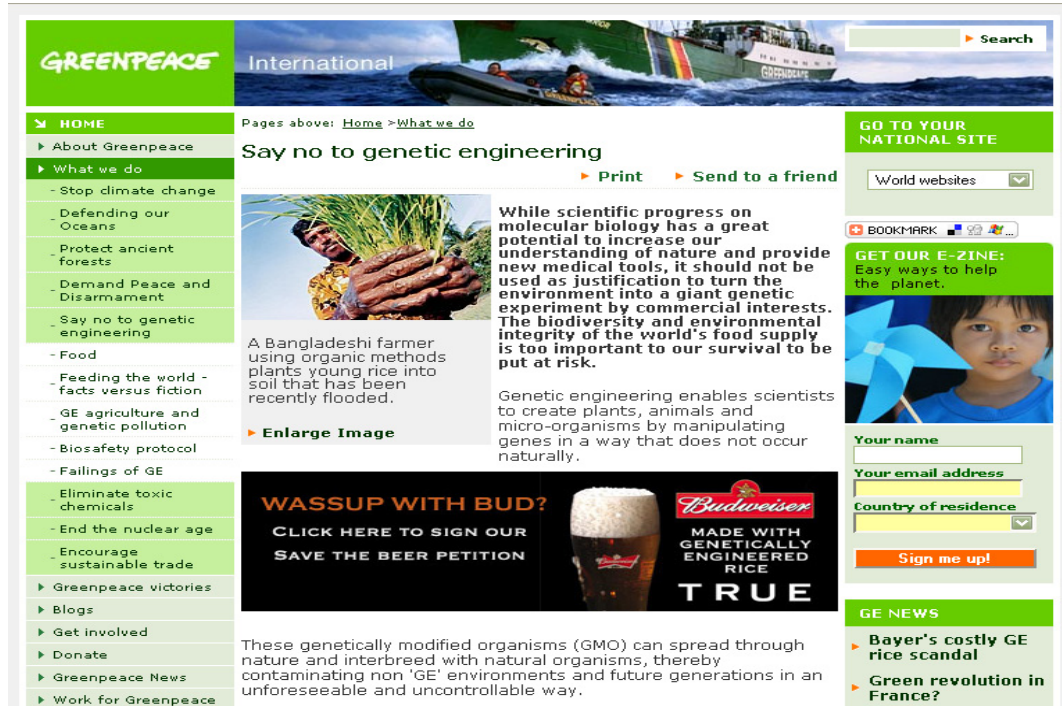 GREENPEACE
International
GREENPEACE
Search
HOME
About Greenpeace
What we do
- Stop climate change
- Defending our
Oceans
- Protect ancient
forests
- Demand Peace and
Disarmament
- Say no to genetic
engineering
- Food
- Feeding the world -
facts versus fiction
- GE agriculture and
genetic pollution
- Biosafety protocol
- Failings of GE
- Eliminate toxic
chemicals
- End the nuclear age
- Encourage
sustainable trade
Greenpeace victories
Blogs
Get involved
Donate
Greenpeace News
Work for Greenpeace
Pages above: Home >What we do
Say no to genetic engineering
Print Send to a friend
A Bangladeshi farmer
using organic methods
plants young rice into
soil that has been
recently flooded.
Enlarge Image
While scientific progress on
molecular biology has a great
potential to increase our
understanding of nature and provide
new medical tools, it should not be
used as justification to turn the
environment into a giant genetic
experiment by commercial interests.
The biodiversity and environmental
integrity of the world's food supply
is too important to our survival to be
put at risk.
Genetic engineering enables scientists
to create plants, animals and
micro-organisms by manipulating
genes in a way that does not occur
naturally.
WASSUP WITH BUD?
CLICK HERE TO SIGN OUR
SAVE THE BEER PETITION
Budweiser
Budweiser
MADE WITH
GENETICALLY
ENGINEERED
RICE
TRUE
These genetically modified organisms (GMO) can spread through
nature and interbreed with natural organisms, thereby
contaminating non 'GE' environments and future generations in an
unforeseeable and uncontrollable way.
GO TO YOUR
NATIONAL SITE
World websites
BOOKMARK
GET OUR E-ZINE:
Easy ways to help
the planet.
Your name
Your email address
Country of residence
Sign me up!
GE NEWS
Bayer's costly GE
rice scandal
Green revolution in
France?